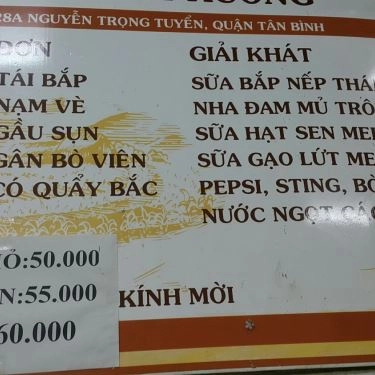 28A NGUYỄN TRỌNG TUYỂN, QUẬN TÂN BÌNH
ĐƠN
TÁI BẮP
NẠM VÈ
GẦU SỤN
GÂN BÒ VIÊN
CÓ QUẨY BẮC
GIẢI KHÁT
SỮA BẮP NẾP
NHA ĐAM MỦ
SỮA HẠT SEN
SỮA GẠO LỨT
PEPSI, STING,
NƯỚC NGỌT
:50.000
N:55.000
60.000
KÍNH MỜI